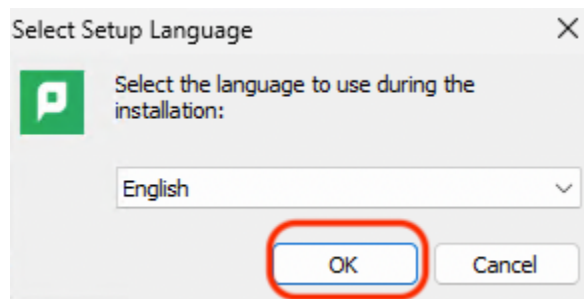 Select Setup Language
Select the language to use during the
installation:
English
OK
Cancel